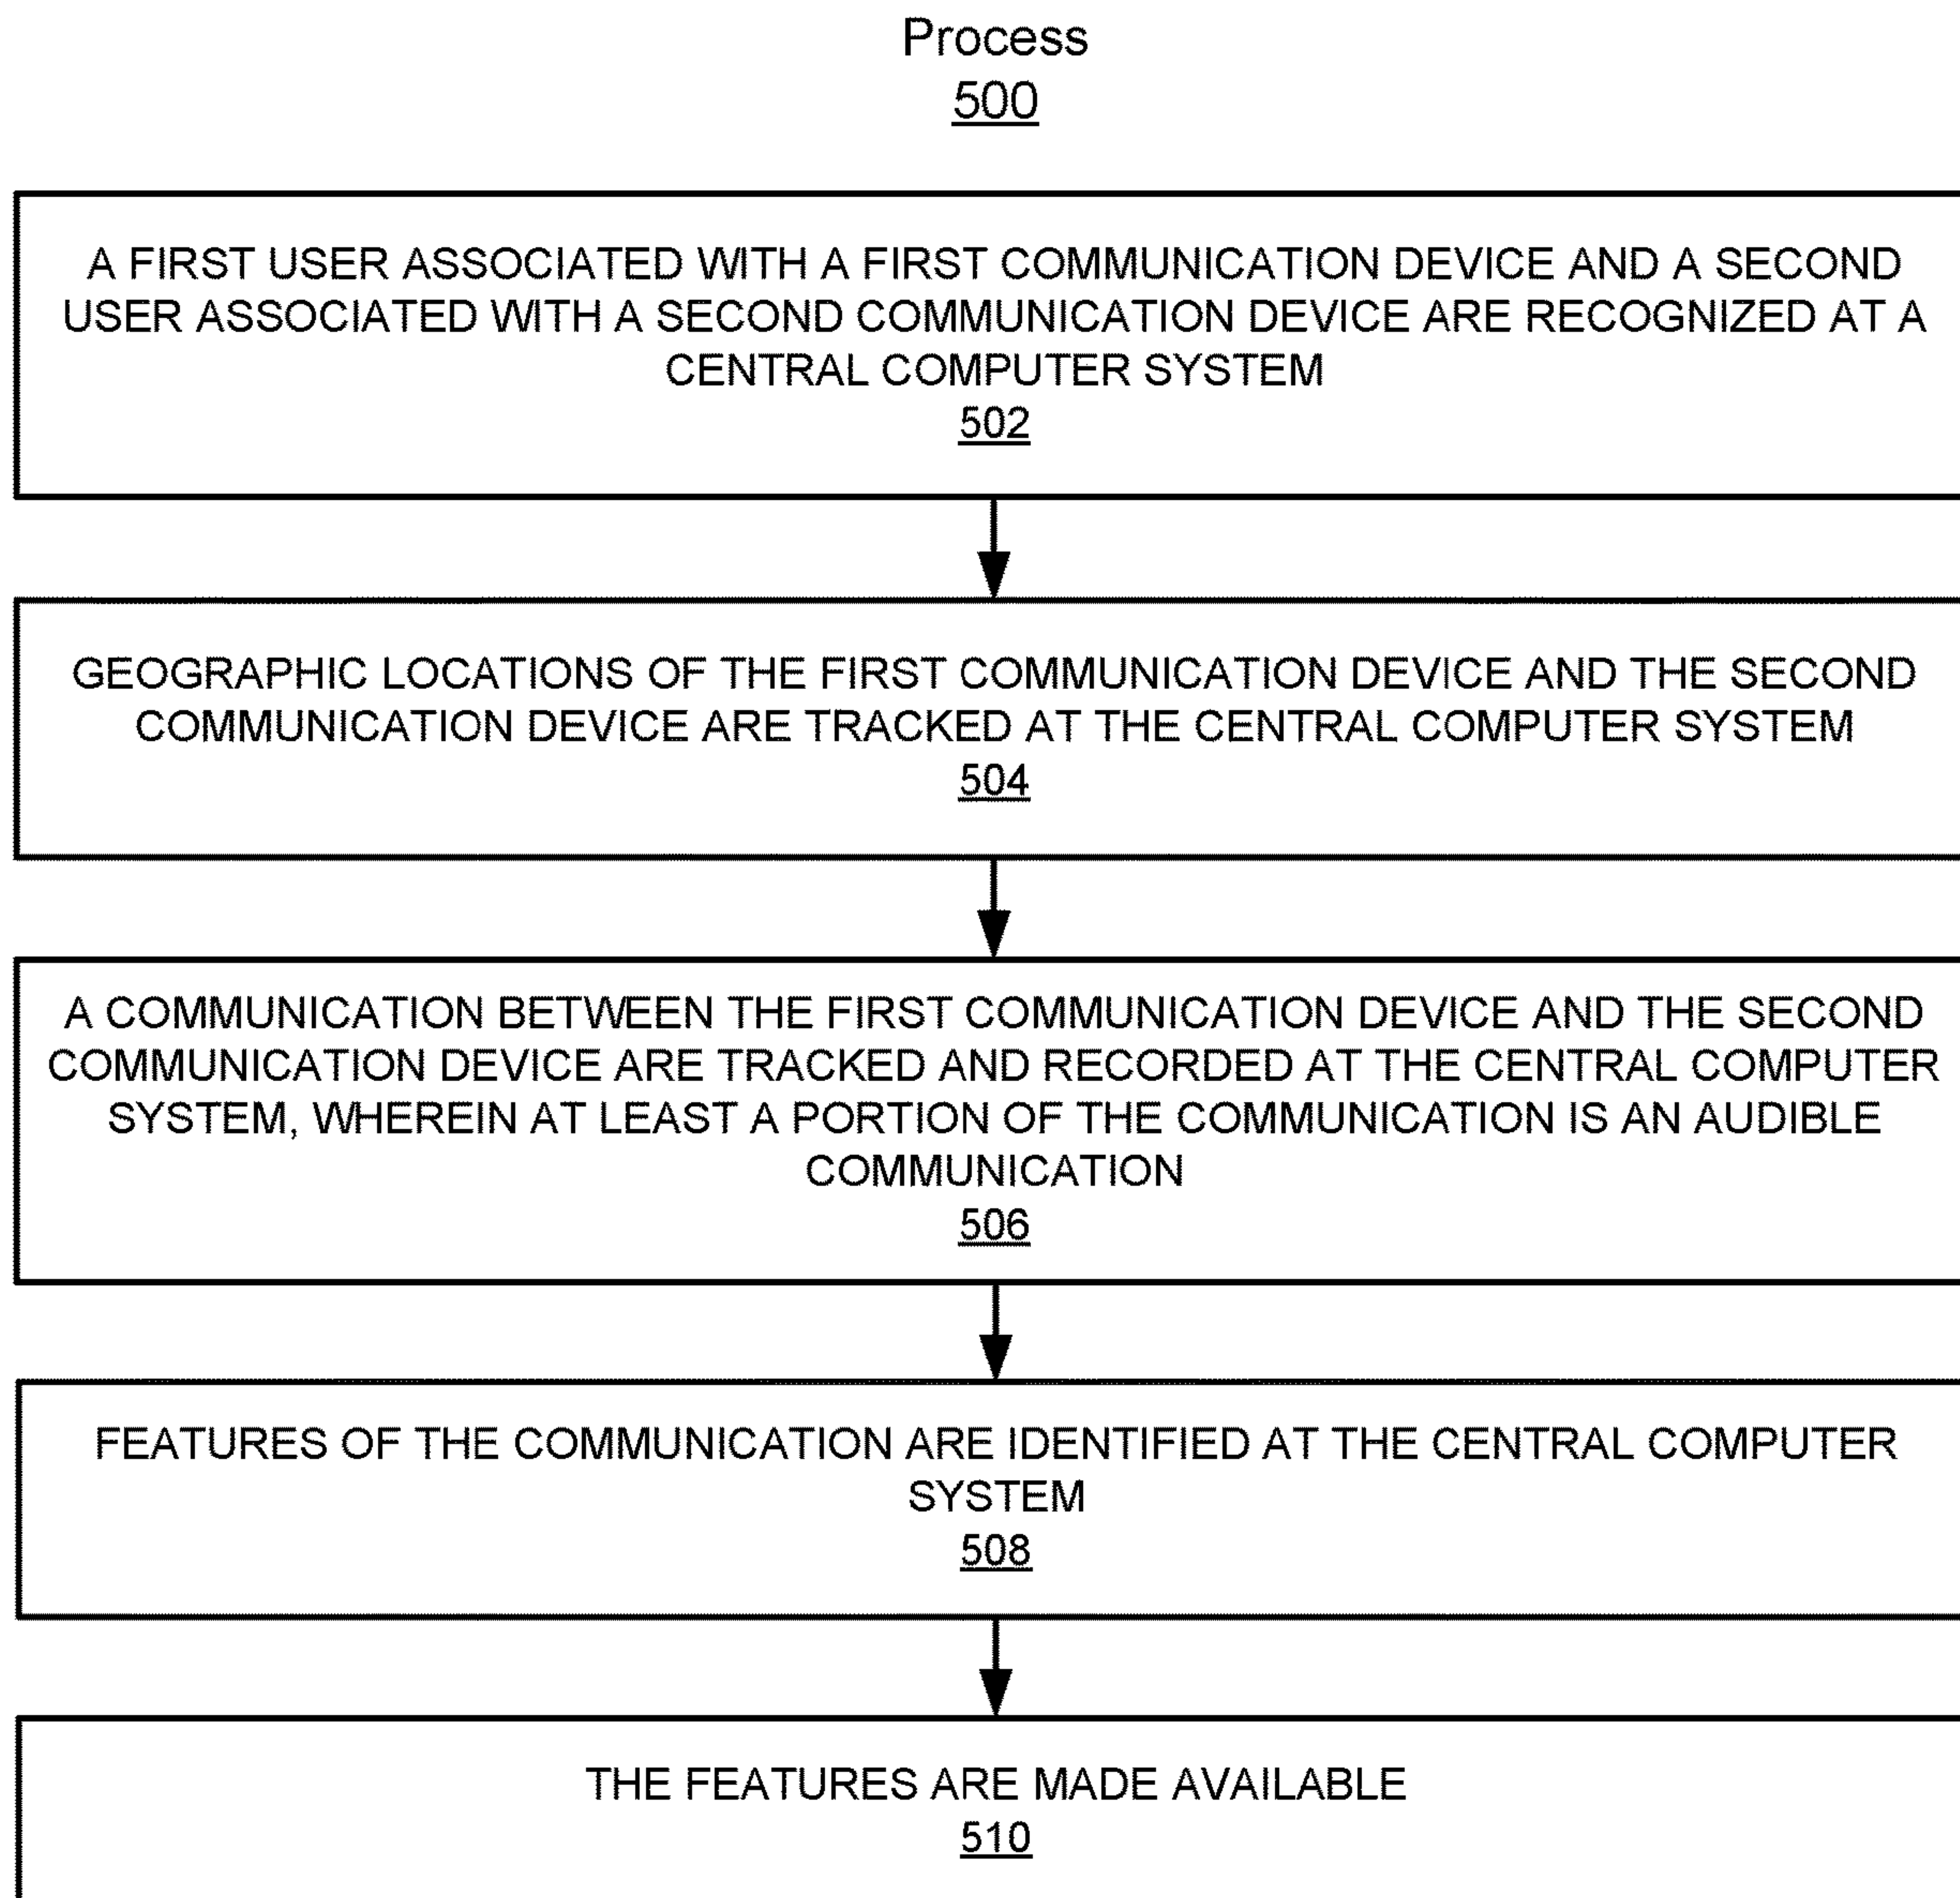 Process
500
A FIRST USER ASSOCIATED WITH A FIRST COMMUNICATION DEVICE AND A SECOND
USER ASSOCIATED WITH A SECOND COMMUNICATION DEVICE ARE RECOGNIZED AT A
CENTRAL COMPUTER SYSTEM
502
GEOGRAPHIC LOCATIONS OF THE FIRST COMMUNICATION DEVICE AND THE SECOND
COMMUNICATION DEVICE ARE TRACKED AT THE CENTRAL COMPUTER SYSTEM
504
A COMMUNICATION BETWEEN THE FIRST COMMUNICATION DEVICE AND THE SECOND
COMMUNICATION DEVICE ARE TRACKED AND RECORDED AT THE CENTRAL COMPUTER
SYSTEM, WHEREIN AT LEAST A PORTION OF THE COMMUNICATION IS AN AUDIBLE
COMMUNICATION
506
FEATURES OF THE COMMUNICATION ARE IDENTIFIED AT THE CENTRAL COMPUTER
SYSTEM
508
THE FEATURES ARE MADE AVAILABLE
510